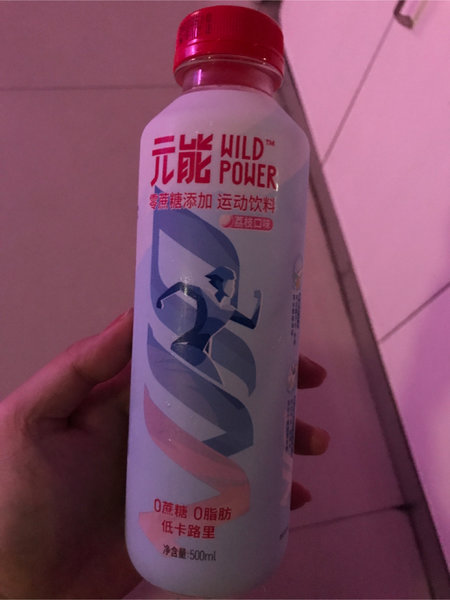 元能 WILD™
POWER
零蔗糖添加 运动饮料
荔枝口味
0蔗糖 0脂肪
低卡路里
净含量:500ml